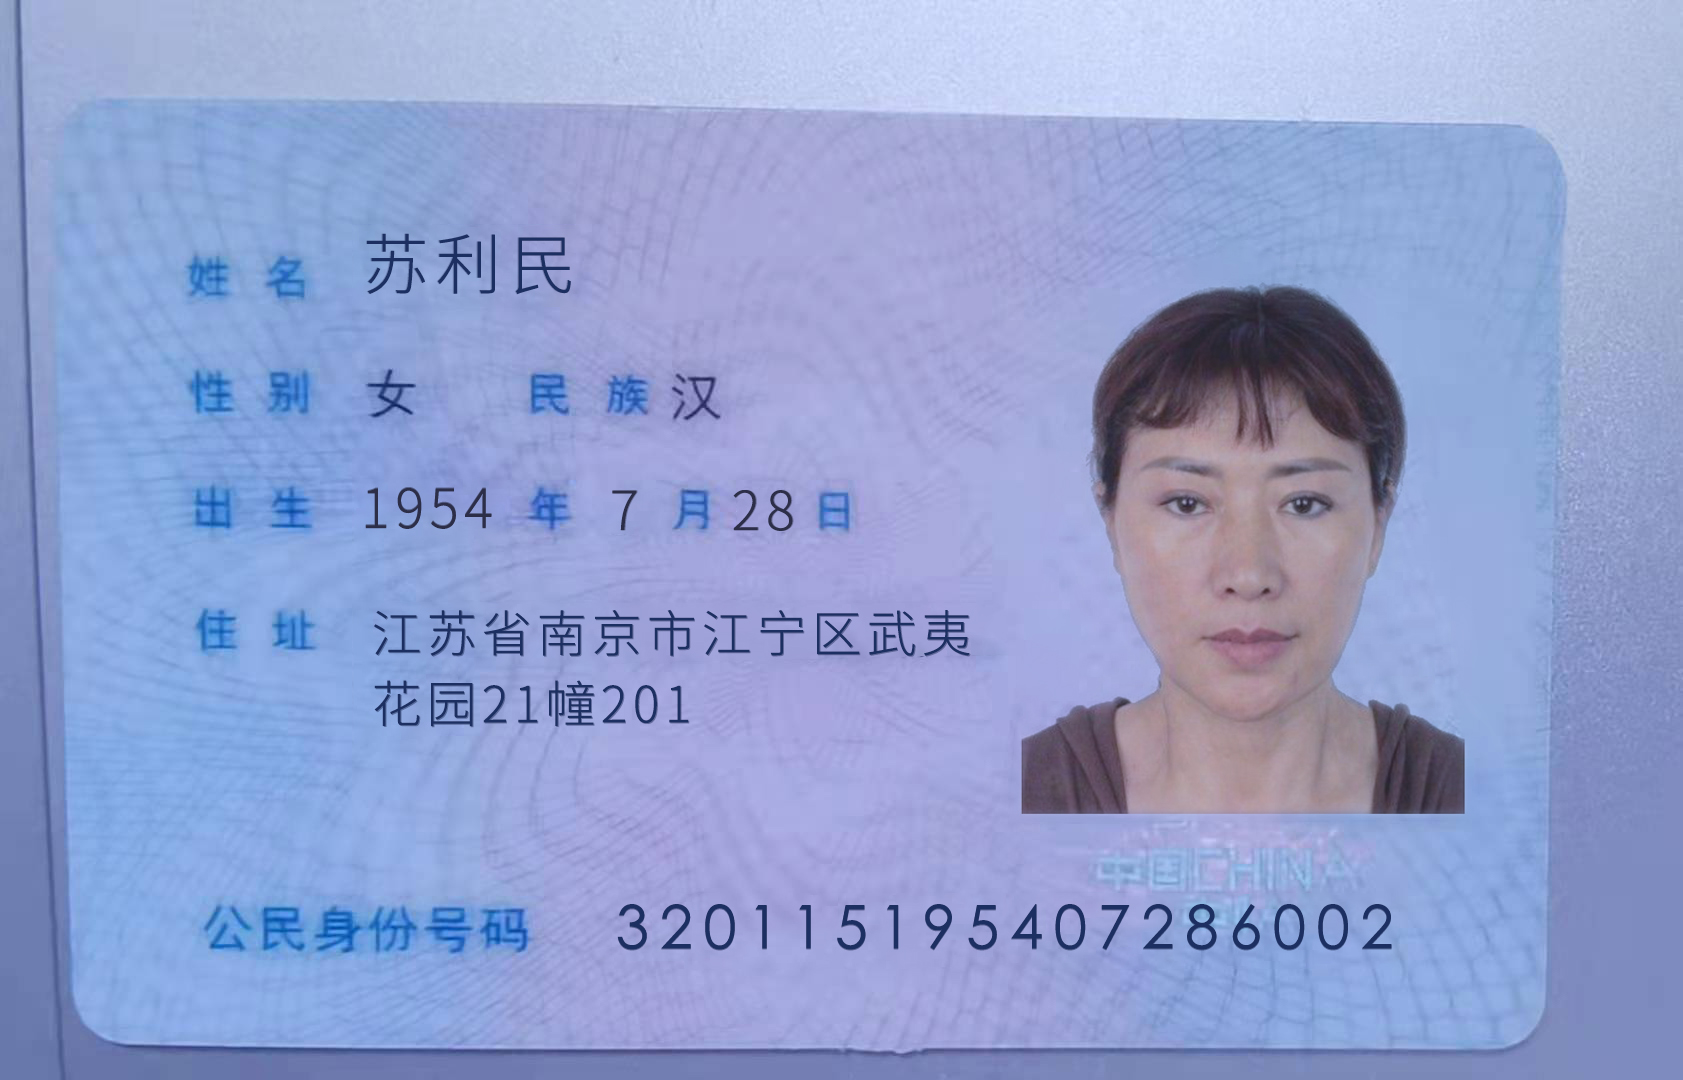 姓名 苏利民
性别 女 民族 汉
出生 1954 年 7 月 28 日
住址 江苏省南京市江宁区武夷
花园21幢201
中国CHINA
公民身份号码 320115195407286002